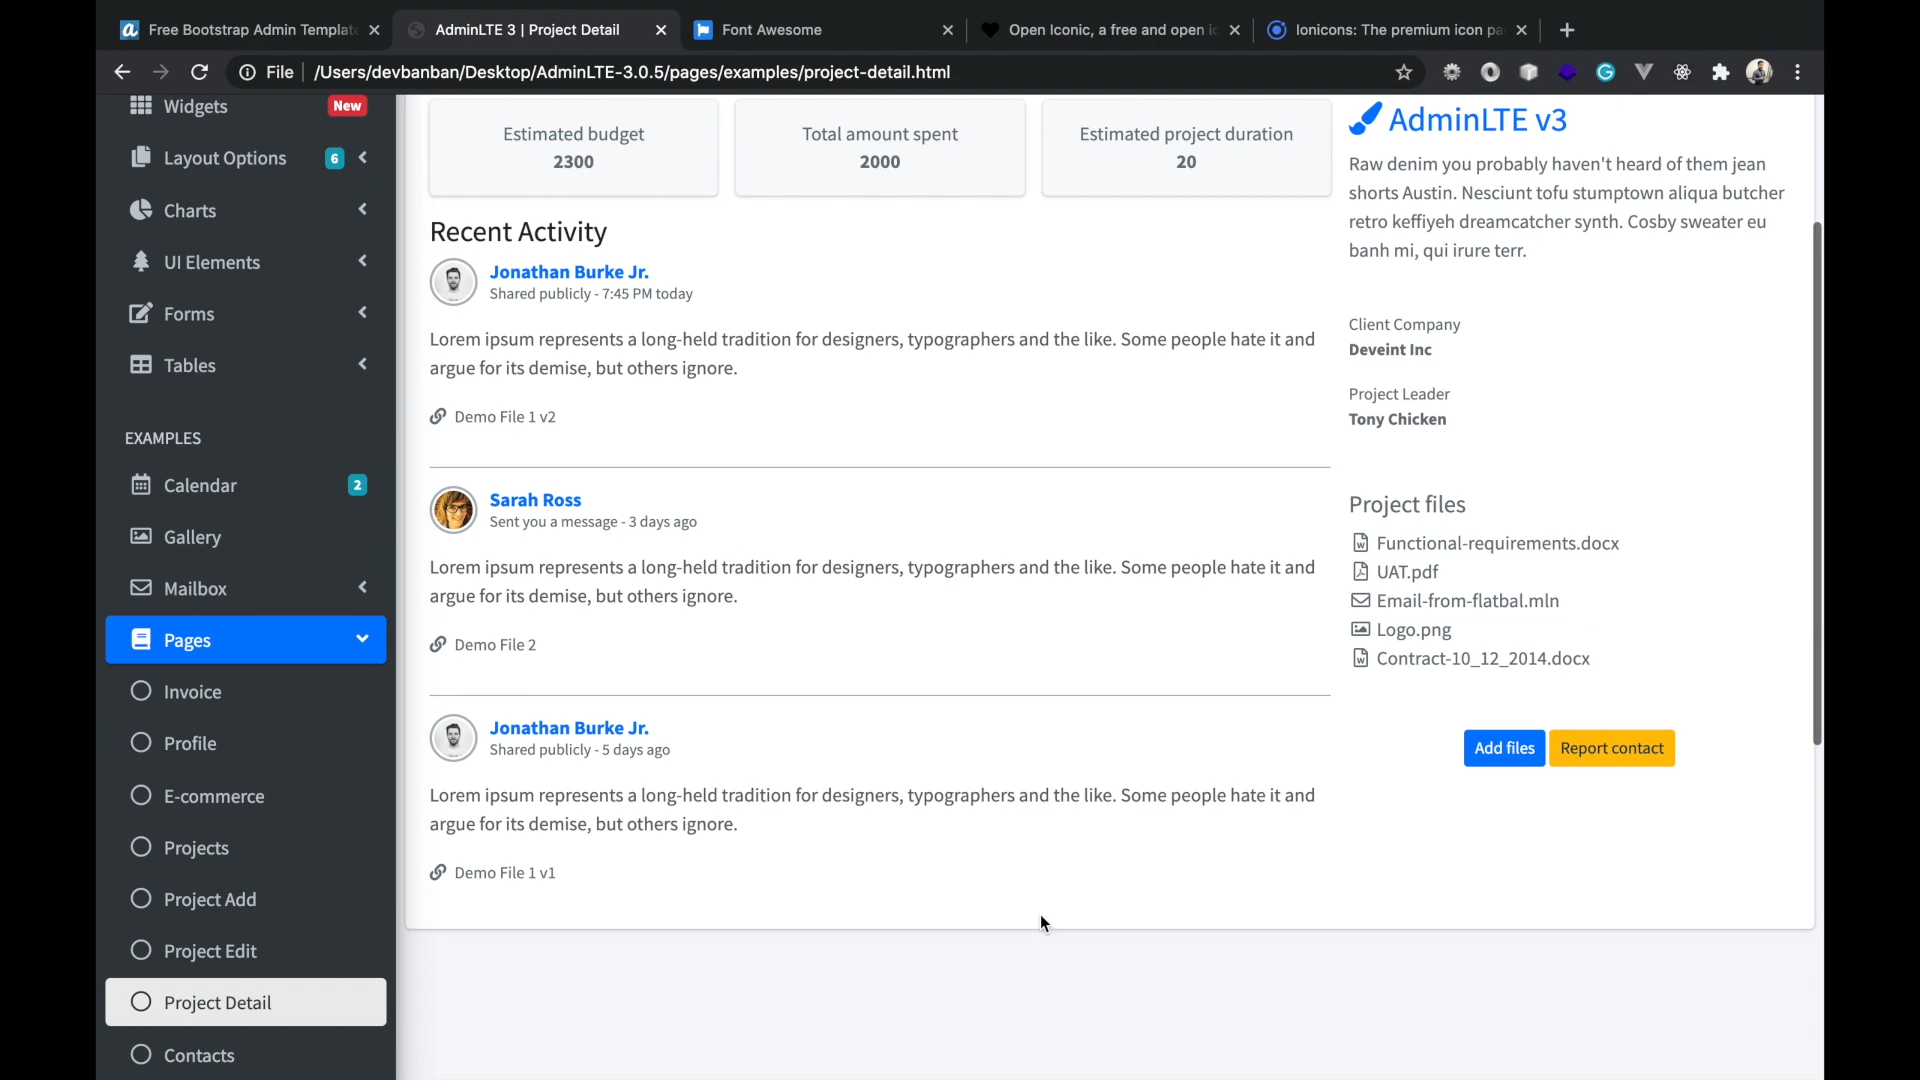 Free Bootstrap Admin Templat
AdminLTE 3 | Project Detail
Font Awesome
Open Iconic, a free and open ic
Ionicons: The premium icon pa
File
/Users/devbanban/Desktop/AdminLTE-3.0.5/pages/examples/project-detail.html
Widgets
New
Layout Options
6
Charts
UI Elements
Forms
Tables
EXAMPLES
Calendar
2
Gallery
Mailbox
Pages
Invoice
Profile
E-commerce
Projects
Project Add
Project Edit
Project Detail
Contacts
Estimated budget
2300
Total amount spent
2000
Estimated project duration
20
Recent Activity
Jonathan Burke Jr.
Shared publicly - 7:45 PM today
Lorem ipsum represents a long-held tradition for designers, typographers and the like. Some people hate it and
argue for its demise, but others ignore.
Demo File 1 v2
Sarah Ross
Sent you a message - 3 days ago
Lorem ipsum represents a long-held tradition for designers, typographers and the like. Some people hate it and
argue for its demise, but others ignore.
Demo File 2
Jonathan Burke Jr.
Shared publicly - 5 days ago
Lorem ipsum represents a long-held tradition for designers, typographers and the like. Some people hate it and
argue for its demise, but others ignore.
Demo File 1 v1
AdminLTE v3
Raw denim you probably haven't heard of them jean
shorts Austin. Nesciunt tofu stumptown aliqua butcher
retro keffiyeh dreamcatcher synth. Cosby sweater eu
banh mi, qui irure terr.
Client Company
Deveint Inc
Project Leader
Tony Chicken
Project files
Functional-requirements.docx
UAT.pdf
Email-from-flatbal.mln
Logo.png
Contract-10_12_2014.docx
Add files
Report contact